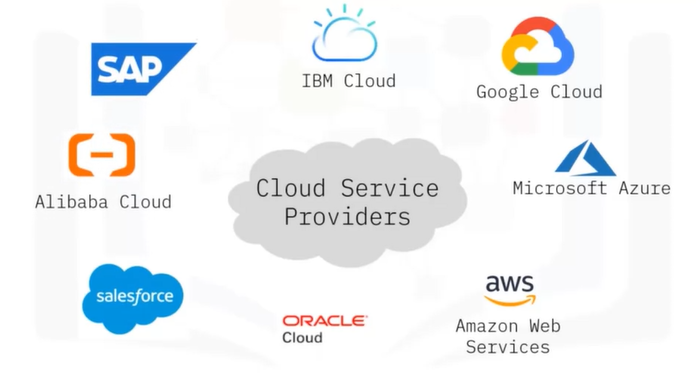 SAP
IBM Cloud
Google Cloud
Alibaba Cloud
Cloud Service
Providers
Microsoft Azure
salesforce
ORACLE
Cloud
aws
Amazon Web
Services